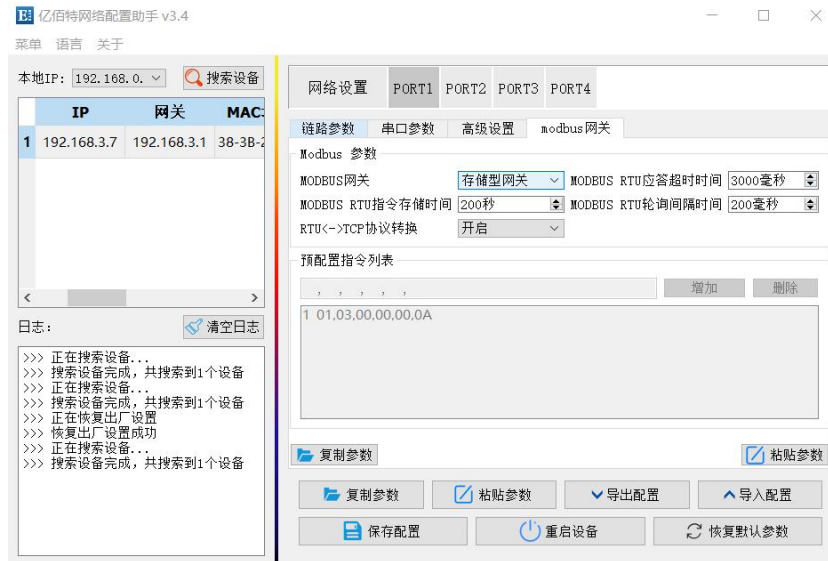 亿佰特网络配置助手 v3.4
菜单 语言 关于
本地IP: 192.168.0. 搜索设备
IP 网关 MAC:
1 192.168.3.7 192.168.3.1 38-3B-2
日志: 清空日志
>>> 正在搜索设备...
>>> 搜索设备完成，共搜索到1个设备
>>> 正在搜索设备...
>>> 搜索设备完成，共搜索到1个设备
>>> 正在恢复出厂设置
>>> 恢复出厂设置成功
>>> 正在搜索设备...
>>> 搜索设备完成，共搜索到1个设备
网络设置 PORT1 PORT2 PORT3 PORT4
链路参数 串口参数 高级设置 modbus网关
Modbus 参数
MODBUS网关 存储型网关 MODBUS RTU应答超时时间 3000毫秒
MODBUS RTU指令存储时间 200秒 MODBUS RTU轮询间隔时间 200毫秒
RTU<->TCP协议转换 开启
预配置指令列表
, , , , , 增加 删除
1 01,03,00,00,00,0A
复制参数 粘贴参数
复制参数 粘贴参数 导出配置 导入配置
保存配置 重启设备 恢复默认参数